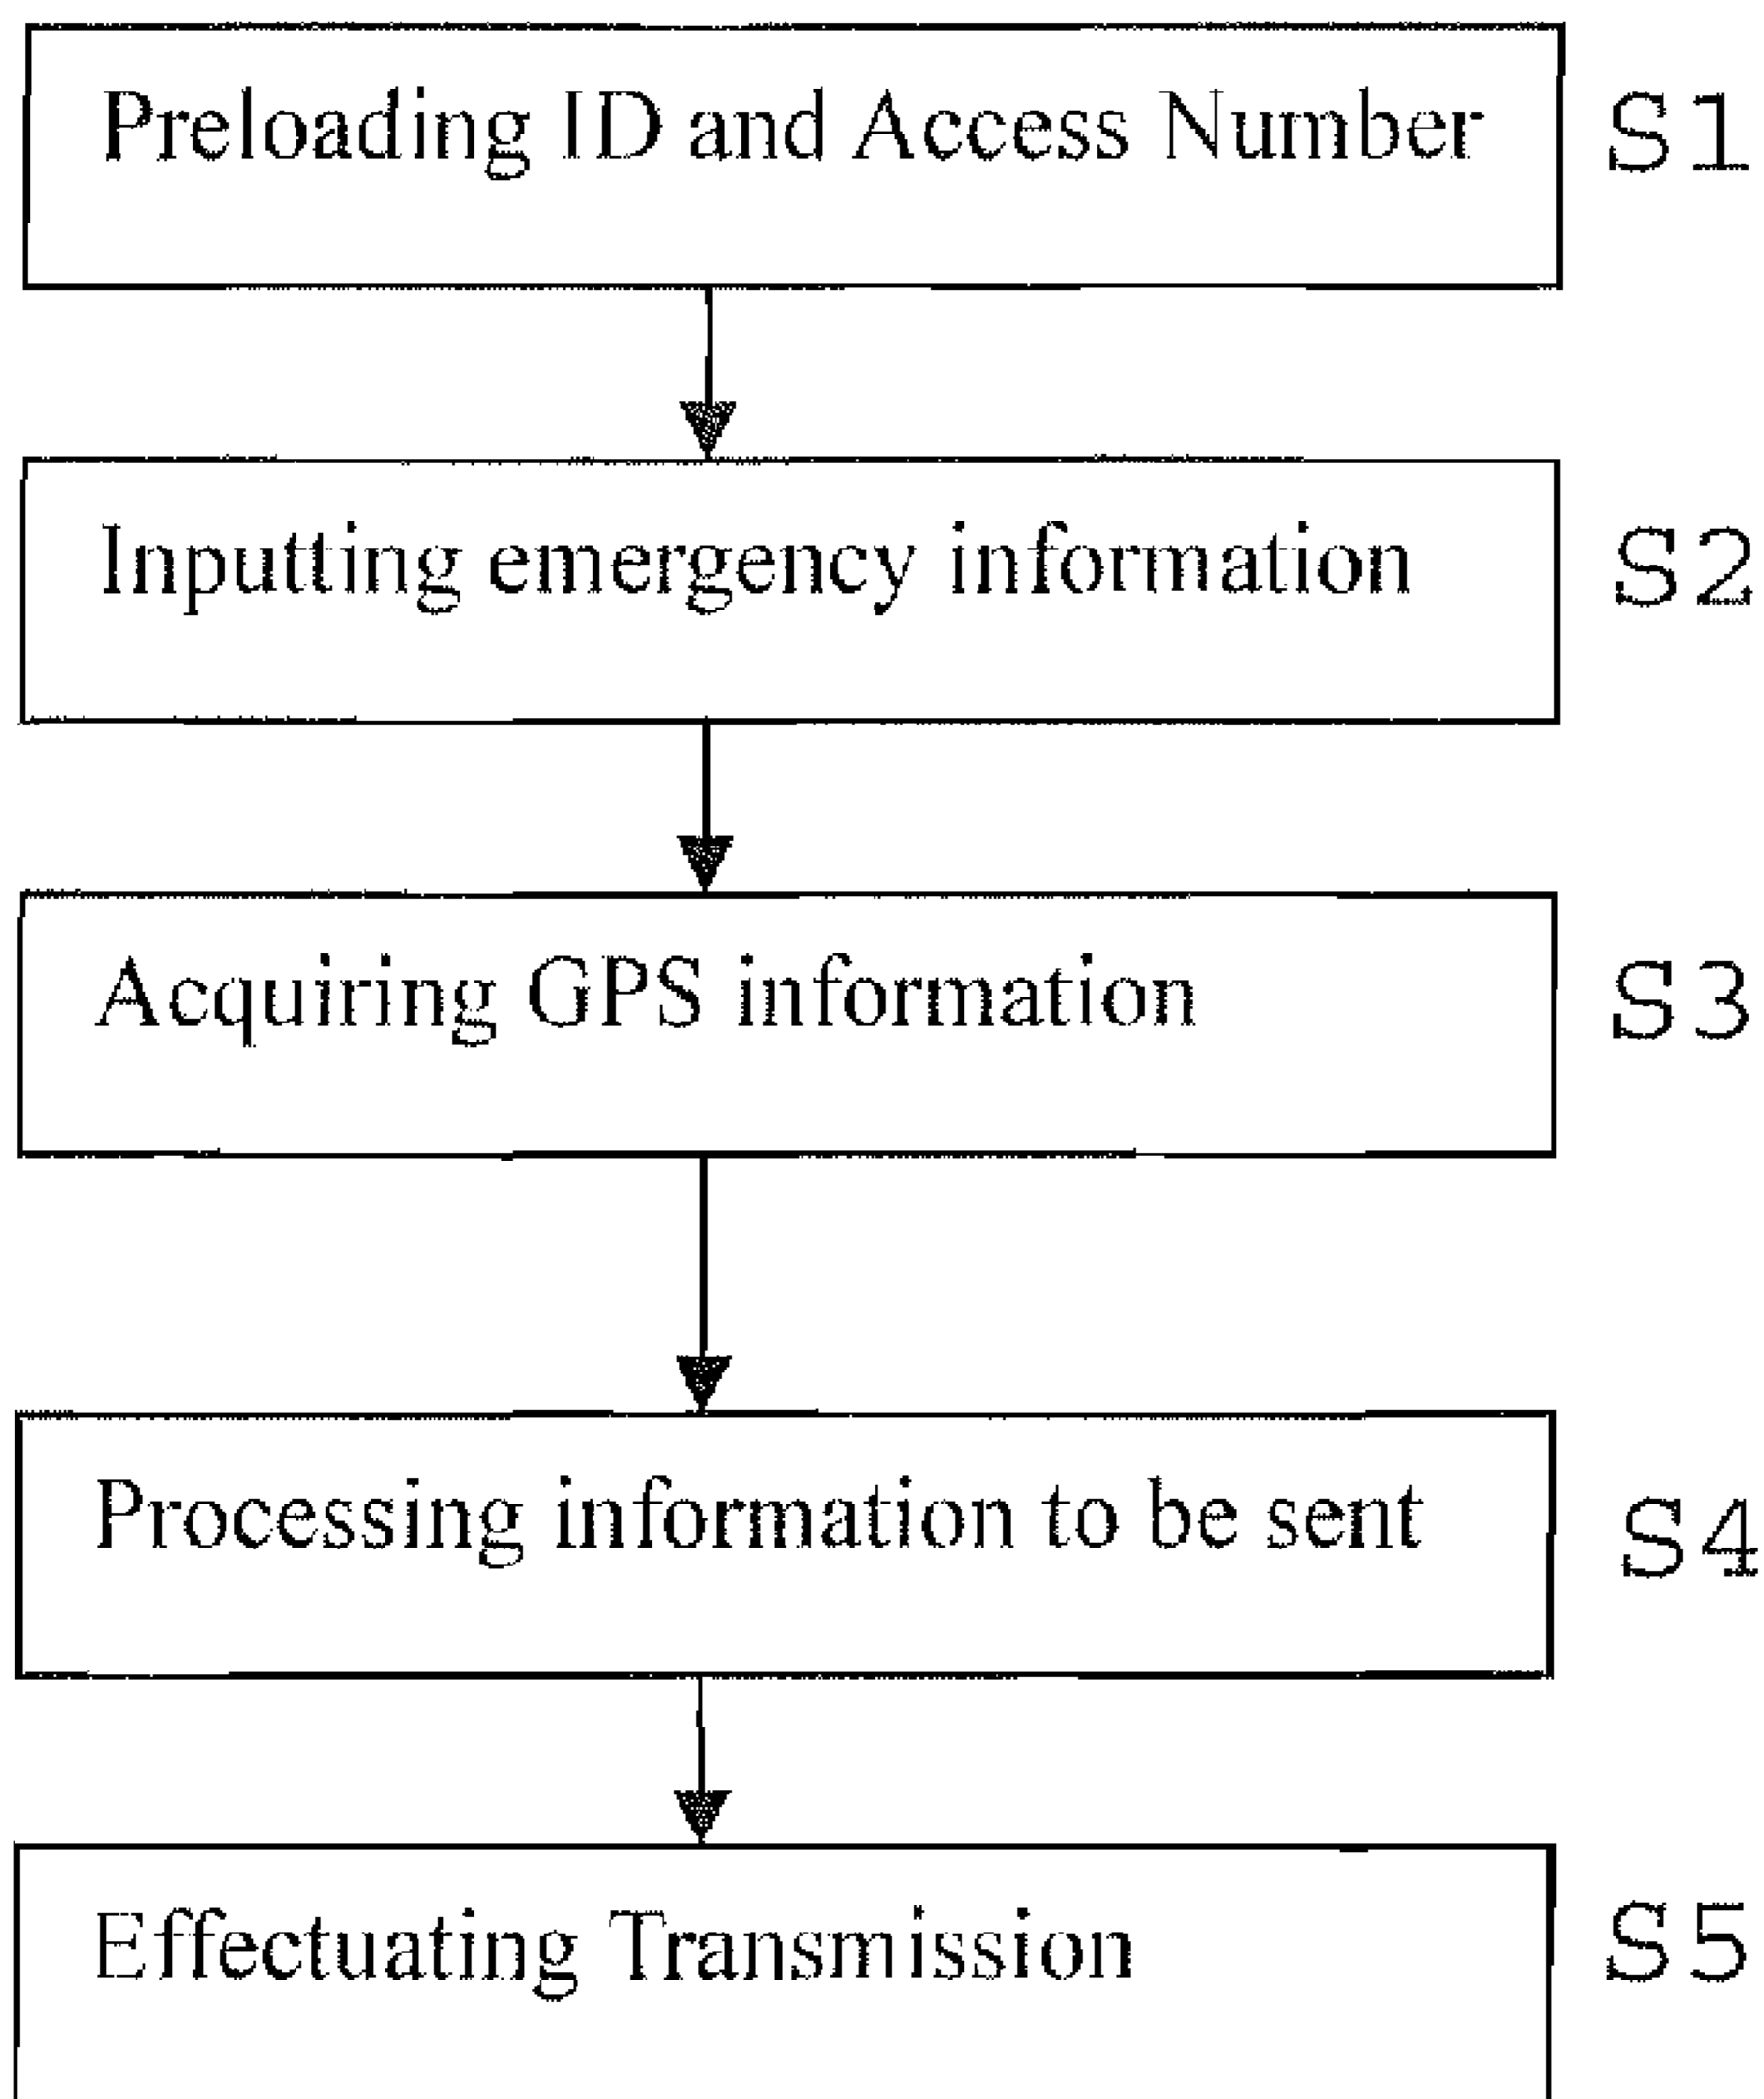 Preloading ID and Access Number S1
Inputting emergency information S2
Acquiring GPS information S3
Processing information to be sent S4
Effectuating Transmission S5